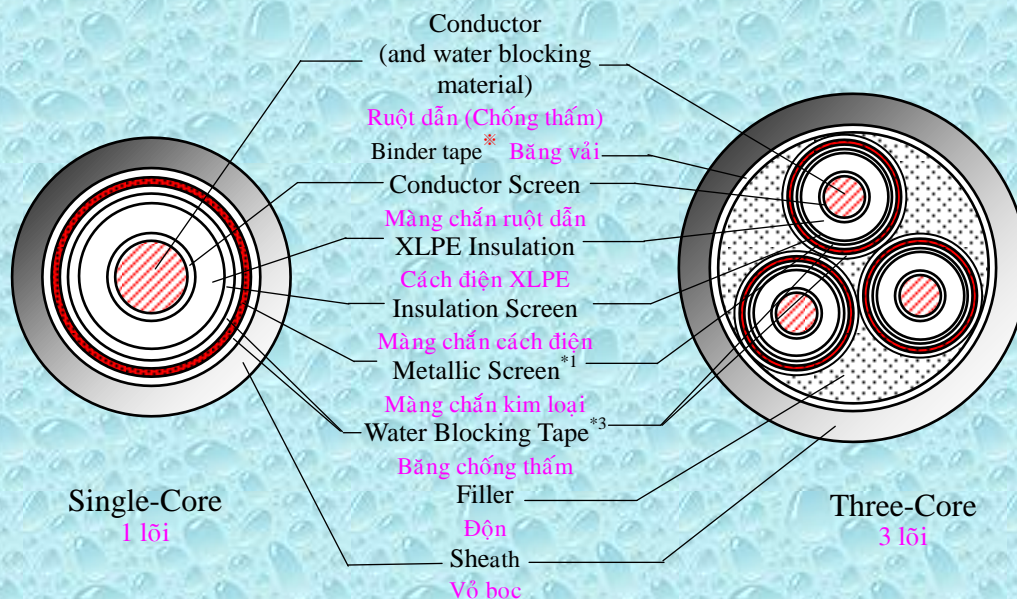 Conductor
(and water blocking
material)
Ruột dẫn (Chống thấm)
Binder tape※ Băng vải
Conductor Screen
Màng chắn ruột dẫn
XLPE Insulation
Cách điện XLPE
Insulation Screen
Màng chắn cách điện
Metallic Screen*1
Màng chắn kim loại
Water Blocking Tape*3
Băng chống thấm
Filler
Độn
Sheath
Vỏ bọc
Single-Core
1 lõi
Three-Core
3 lõi